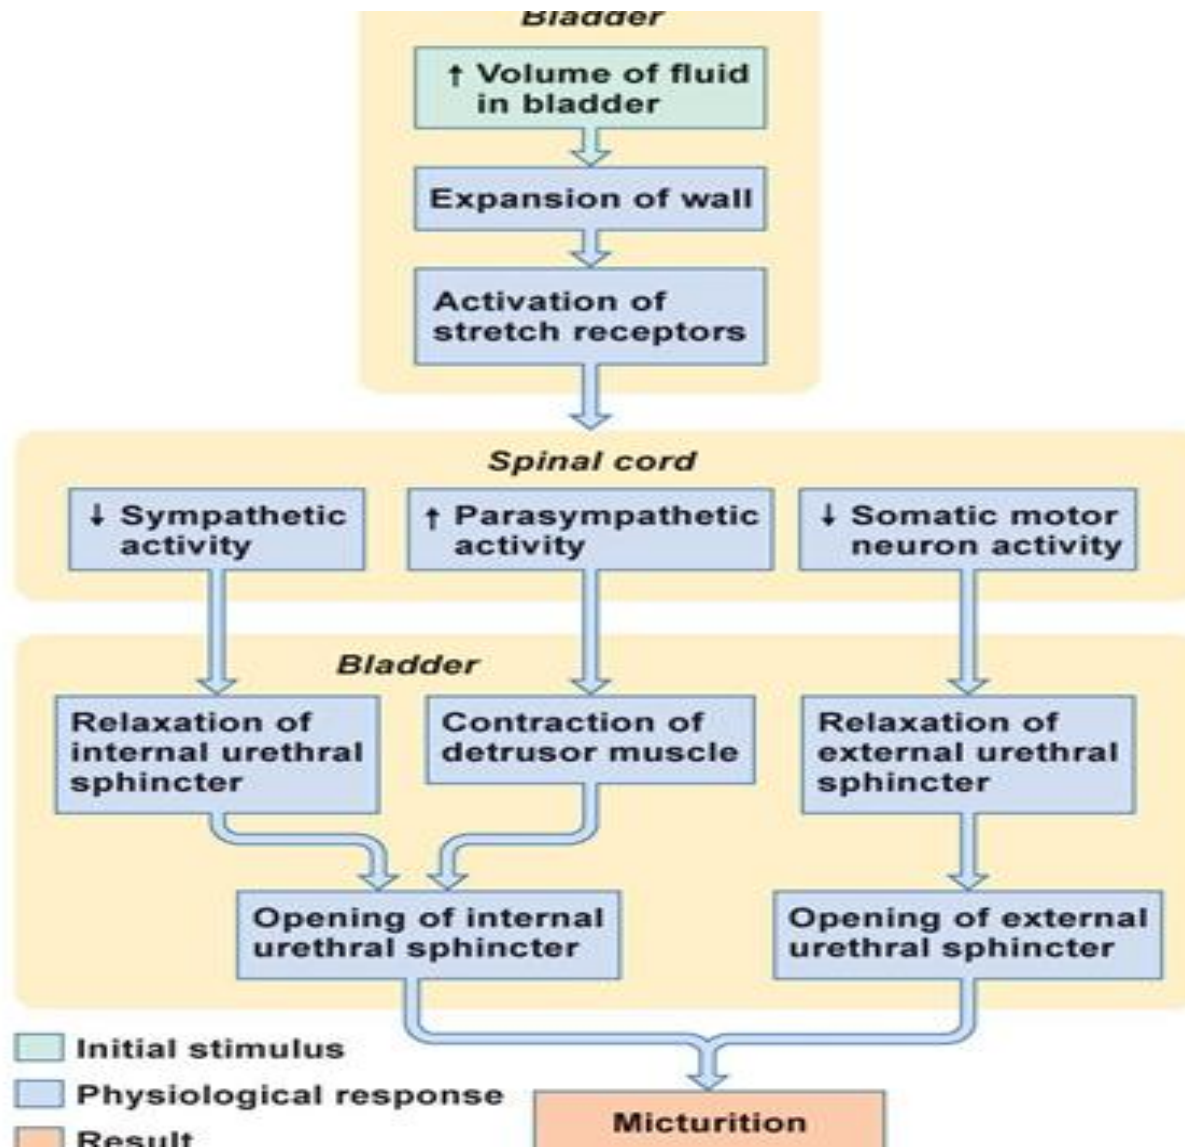 Bladder
↑ Volume of fluid
in bladder
Expansion of wall
Activation of
stretch receptors
Spinal cord
↓ Sympathetic
activity
↑ Parasympathetic
activity
↓ Somatic motor
neuron activity
Bladder
Relaxation of
internal urethral
sphincter
Contraction of
detrusor muscle
Relaxation of
external urethral
sphincter
Opening of internal
urethral sphincter
Opening of external
urethral sphincter
Initial stimulus
Physiological response
Result
Micturition